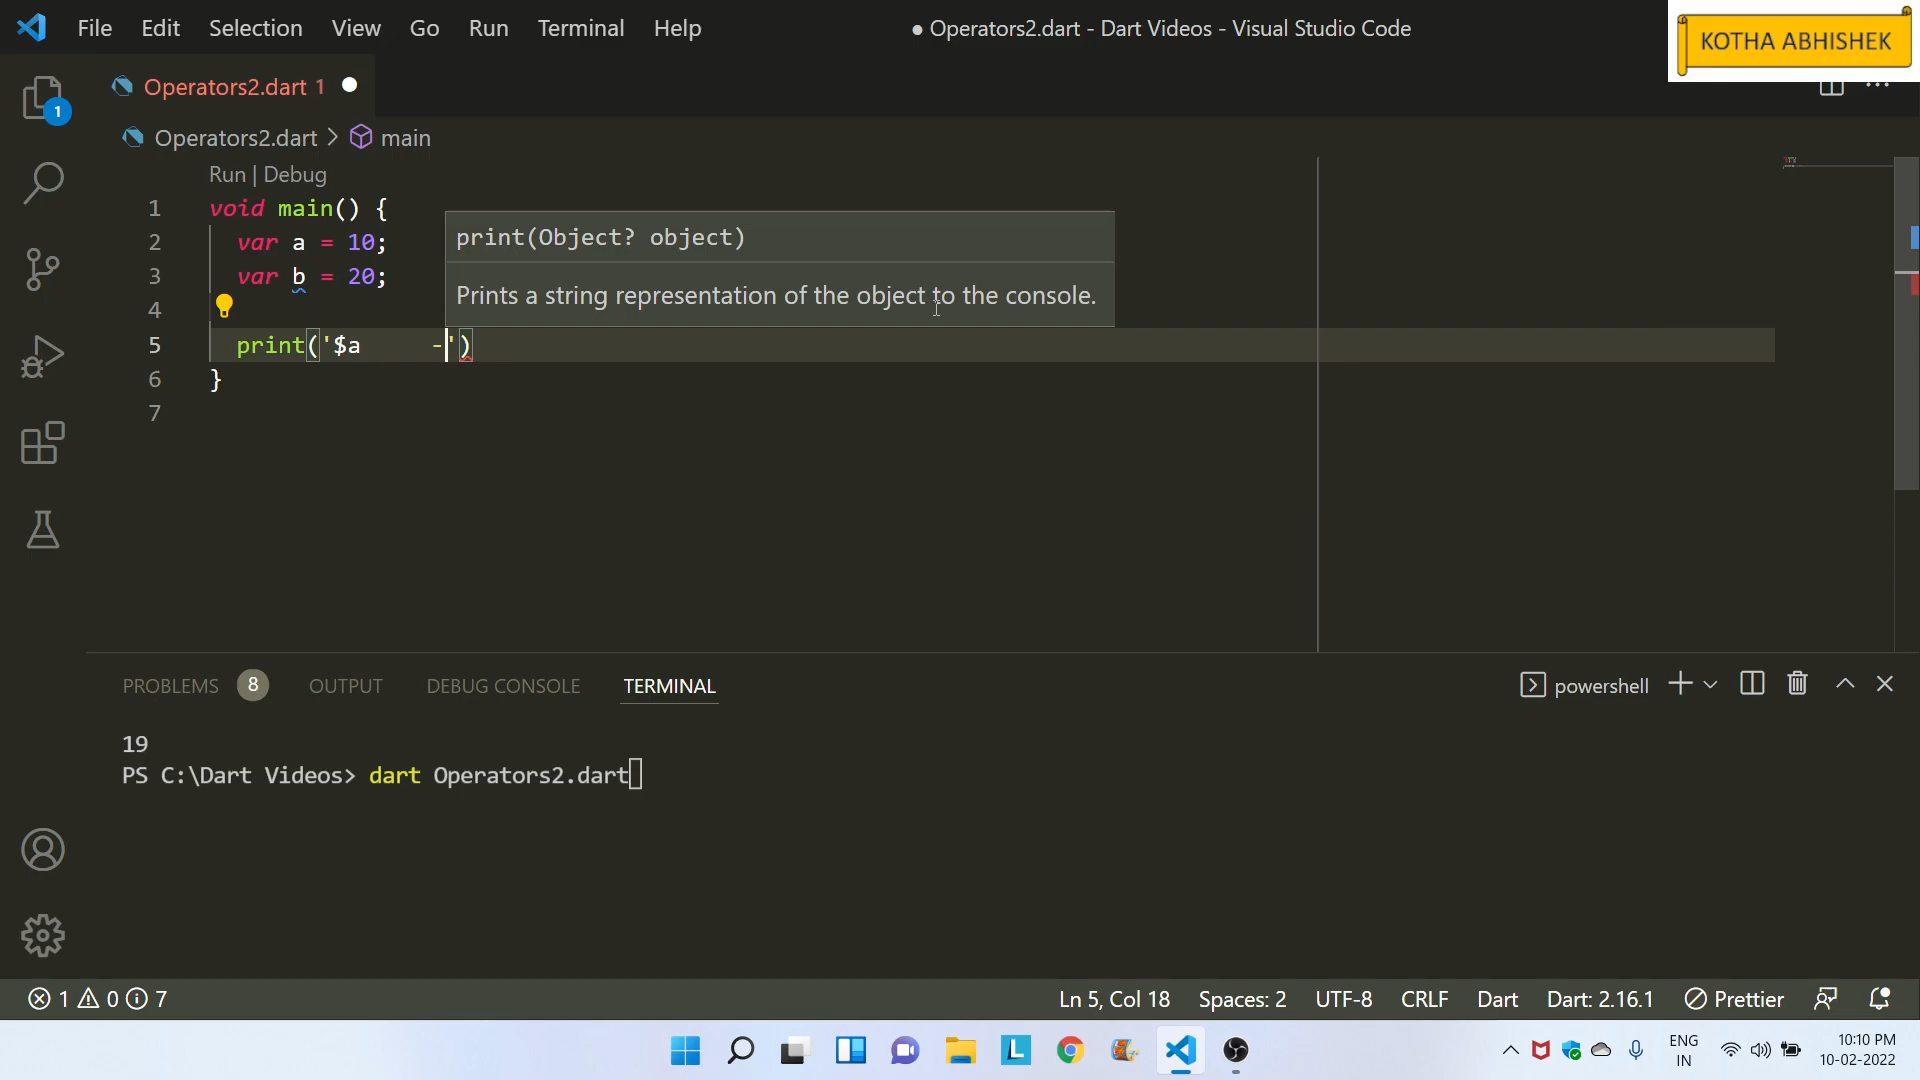 File Edit Selection View Go Run Terminal Help
● Operators2.dart - Dart Videos - Visual Studio Code
KOTHA ABHISHEK
1
Operators2.dart 1
Operators2.dart > main
Run | Debug
1 void main() {
2 var a = 10;
3 var b = 20;
4
5 print('$a      -')
6 }
7
print(Object? object)
Prints a string representation of the object to the console.
PROBLEMS 8 OUTPUT DEBUG CONSOLE TERMINAL
powershell
19
PS C:\Dart Videos> dart Operators2.dart
1 0 7
Ln 5, Col 18 Spaces: 2 UTF-8 CRLF Dart Dart: 2.16.1 Prettier
L
ENG
IN
10:10 PM
10-02-2022